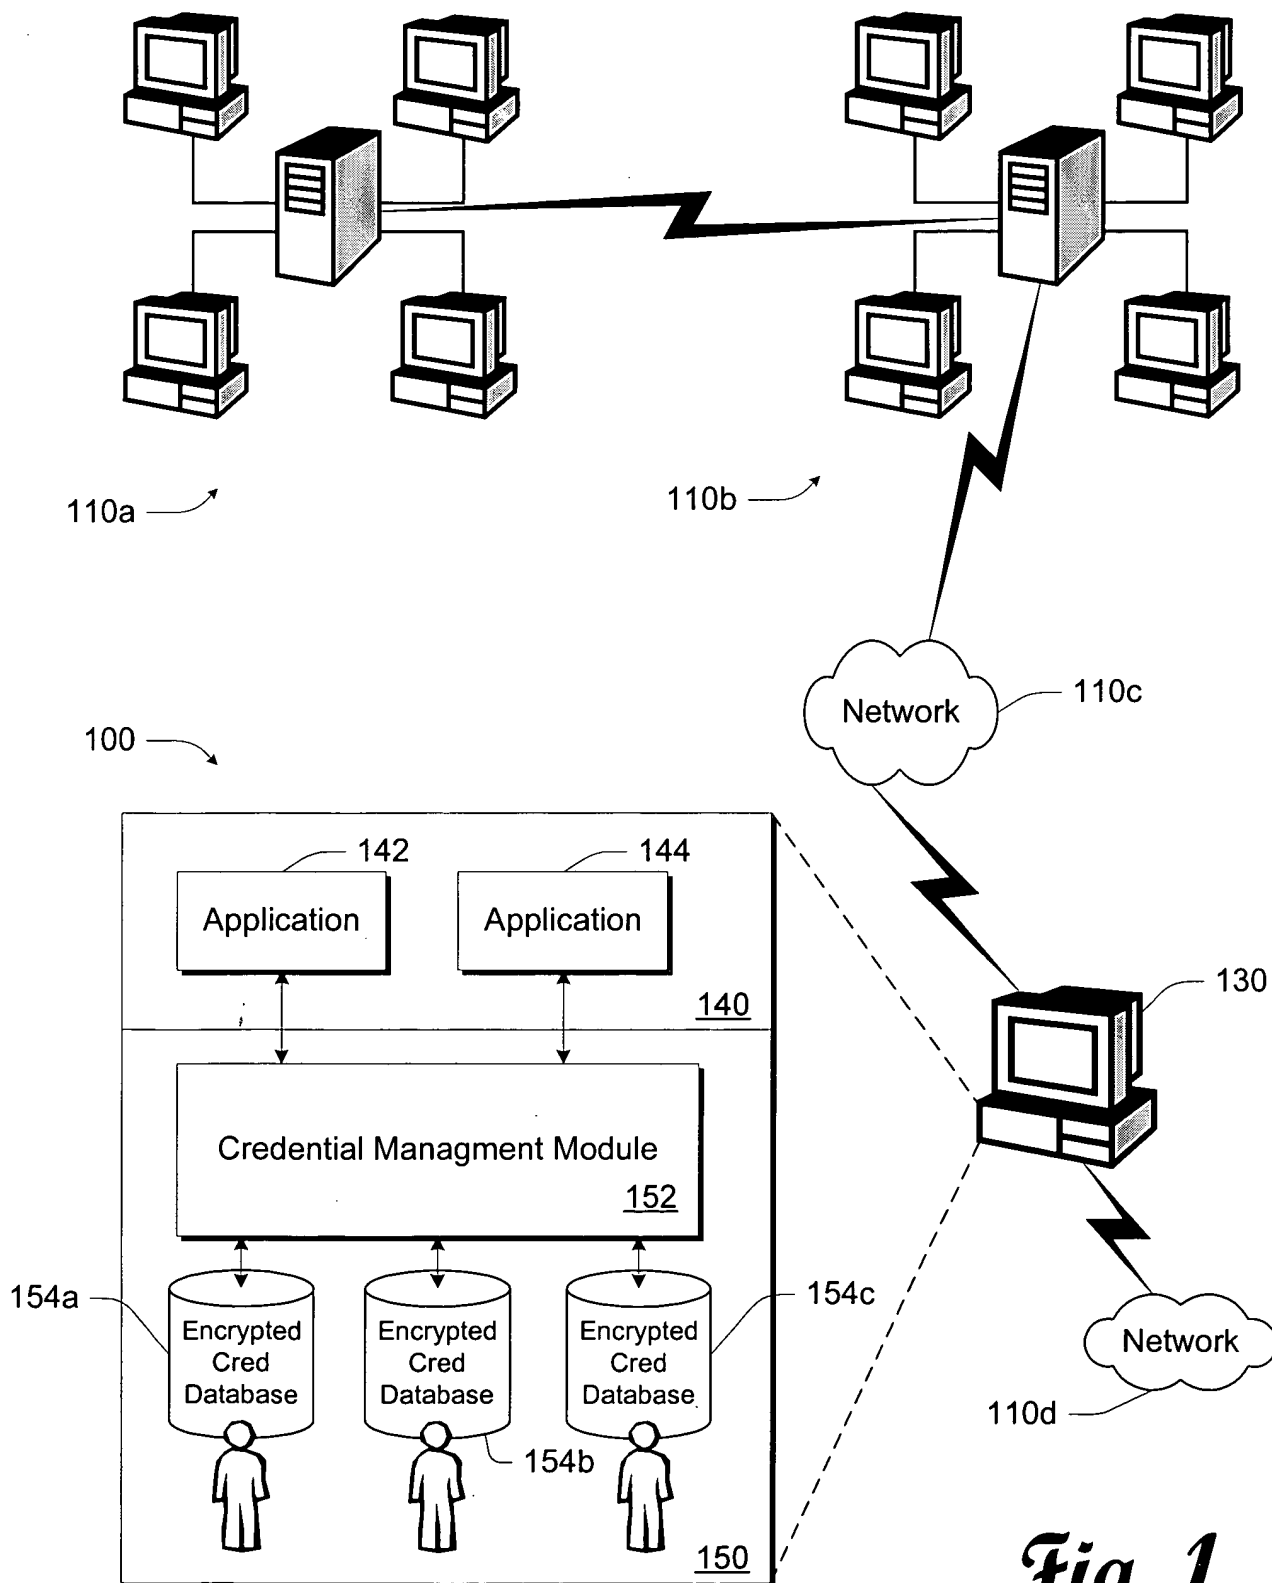 110a
110b
Network
110c
100
142
144
Application
Application
130
140
Credential Managment Module
152
154a
154c
Encrypted
Cred
Database
Encrypted
Cred
Database
Encrypted
Cred
Database
Network
110d
154b
150
Fig. 1